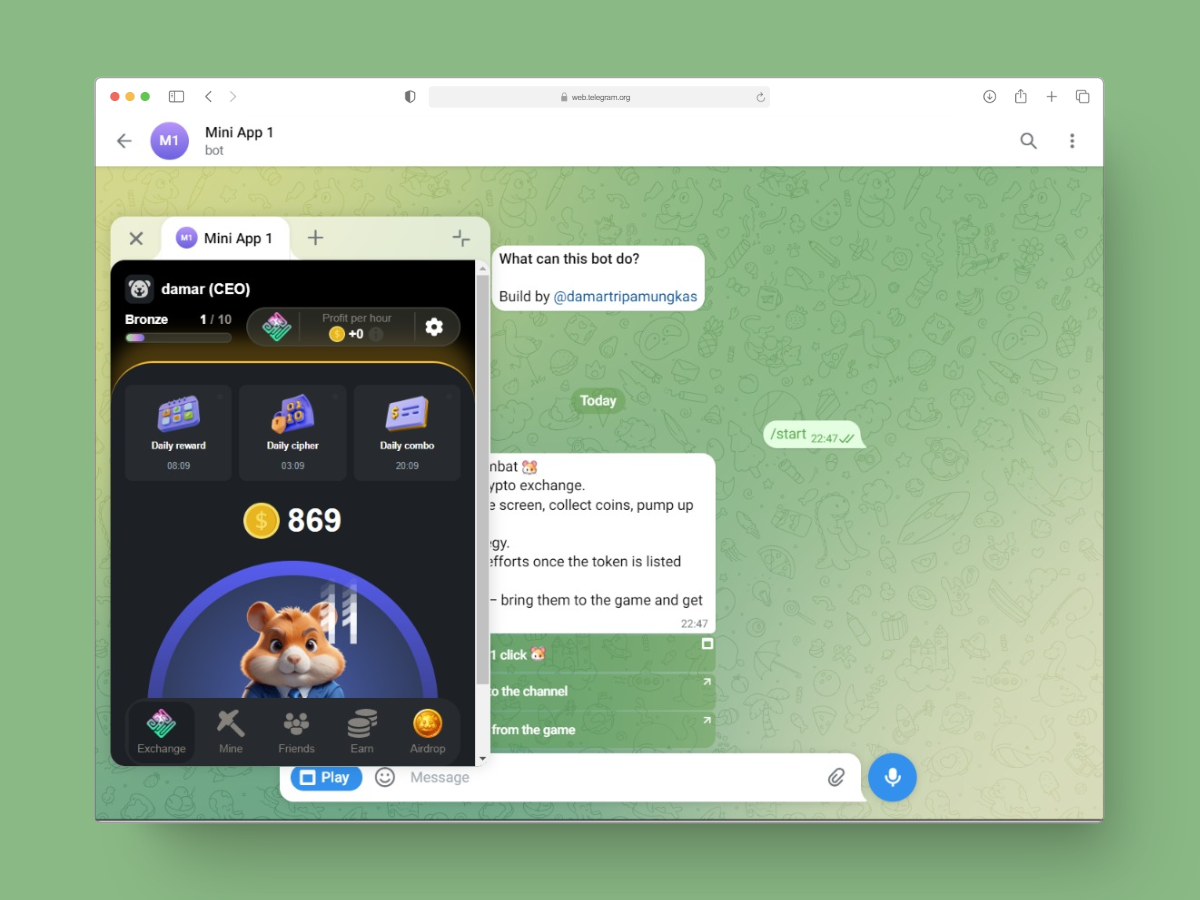 web.telegram.org
M1
Mini App 1
bot
M1
Mini App 1
damar (CEO)
Bronze
1 / 10
Profit per hour
+0
Daily reward
08:09
Daily cipher
03:09
Daily combo
20:09
869
Exchange
Mine
Friends
Earn
Airdrop
What can this bot do?
Build by @damartripamungkas
Today
/start 22:47
crypto exchange.
screen, collect coins, pump up
efforts once the token is listed
– bring them to the game and get
22:47
1 click
to the channel
from the game
Play
Message